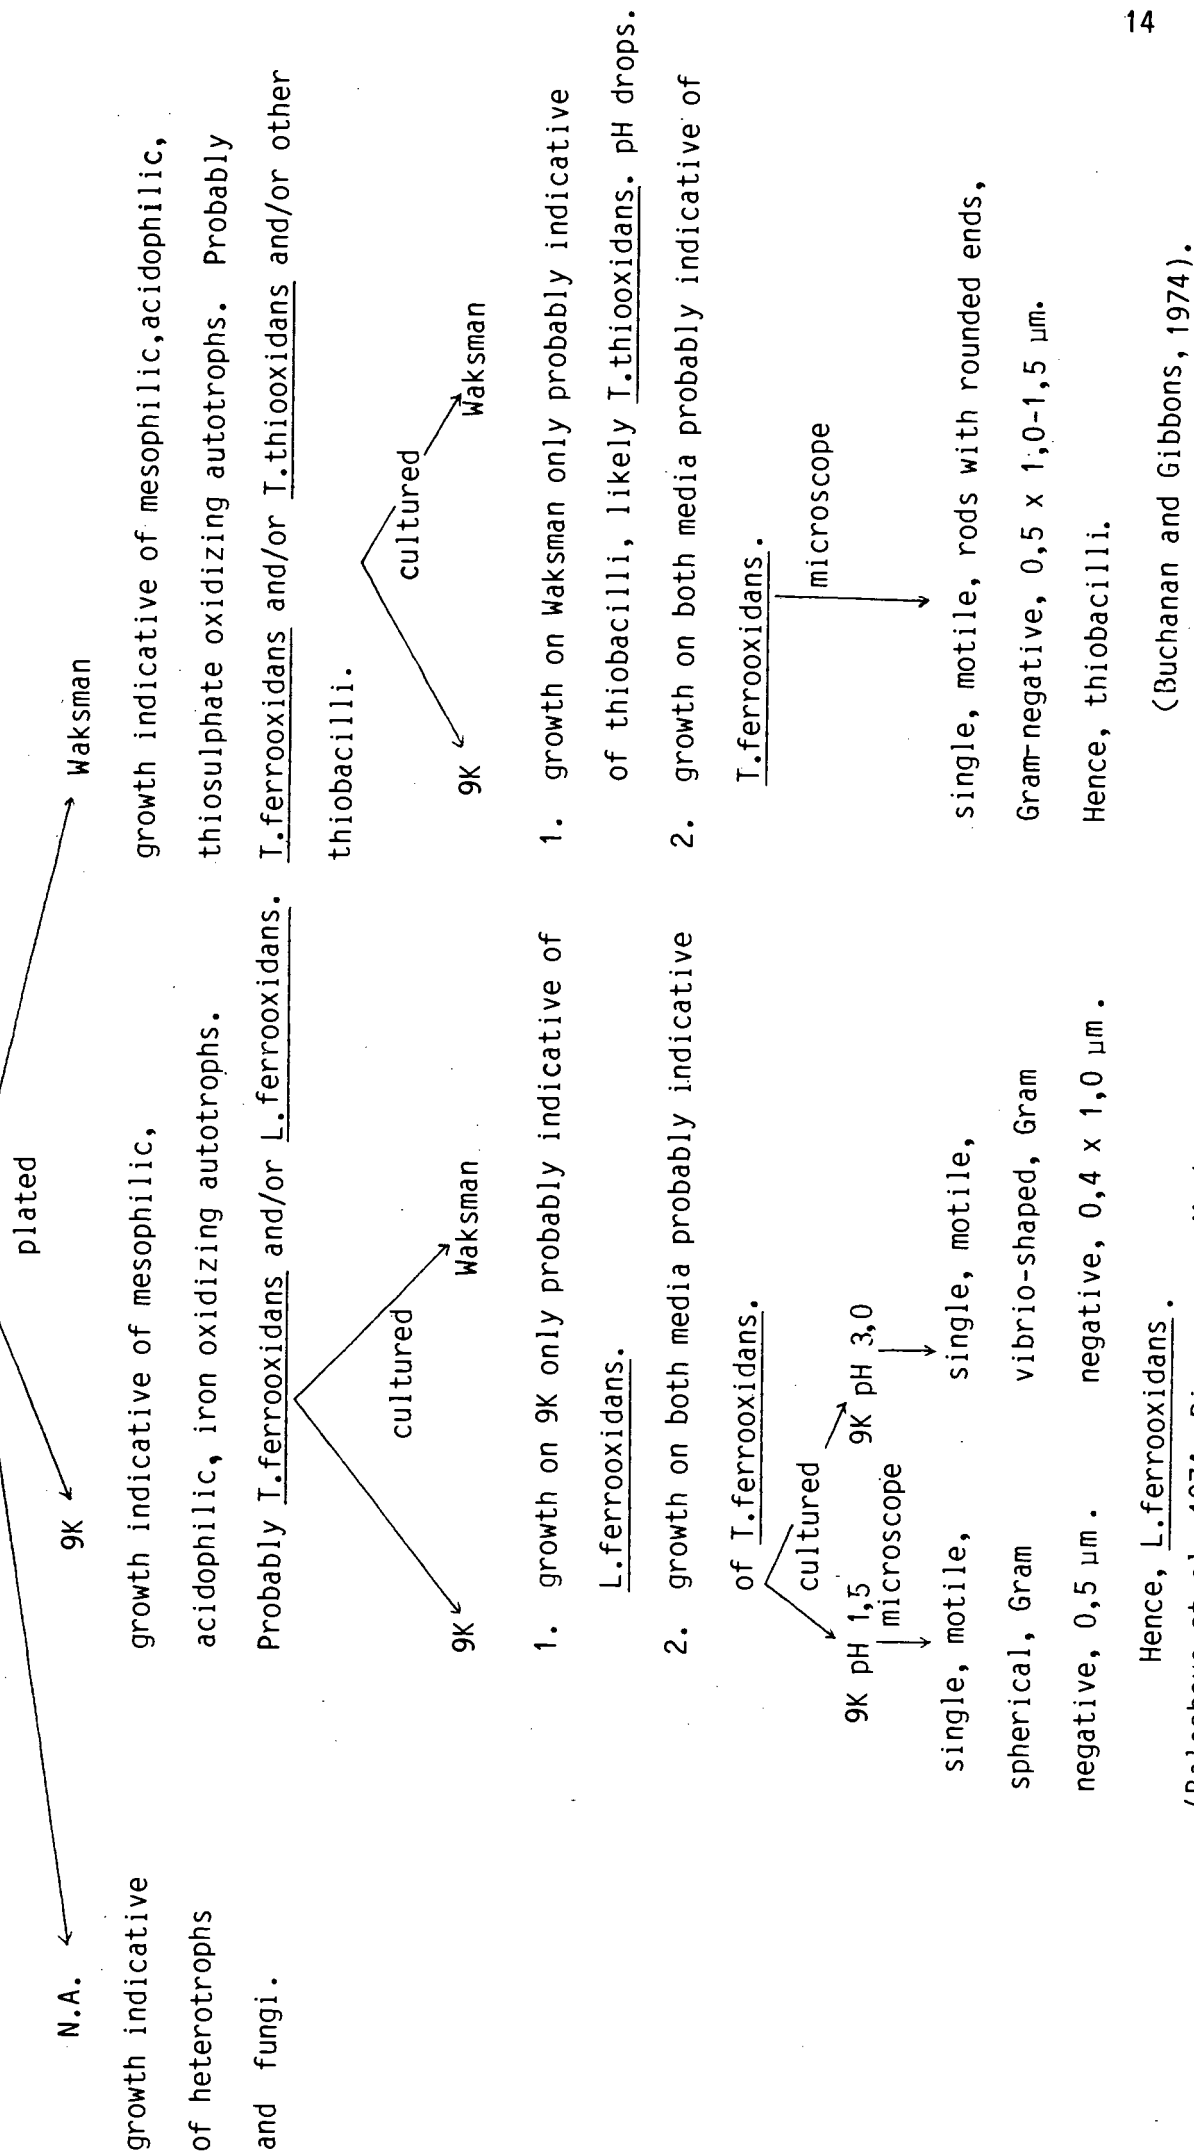 14
plated
N.A.
9K
Waksman
growth indicative
of heterotrophs
and fungi.
growth indicative of mesophilic,
acidophilic, iron oxidizing autotrophs.
Probably T.ferrooxidans and/or L.ferrooxidans.
cultured
9K
Waksman
1. growth on 9K only probably indicative of
L.ferrooxidans.
2. growth on both media probably indicative
of T.ferrooxidans.
cultured
9K pH 1,5
9K pH 3,0
microscope
single, motile,
spherical, Gram
negative, 0,5 µm.
single, motile,
vibrio-shaped, Gram
negative, 0,4 x 1,0 µm.
Hence, L.ferrooxidans.
growth indicative of mesophilic,acidophilic,
thiosulphate oxidizing autotrophs. Probably
T.ferrooxidans and/or T.thiooxidans and/or other
thiobacilli.
cultured
9K
Waksman
1. growth on Waksman only probably indicative
of thiobacilli, likely T.thiooxidans. pH drops.
2. growth on both media probably indicative of
T.ferrooxidans.
microscope
single, motile, rods with rounded ends,
Gram-negative, 0,5 x 1,0-1,5 µm.
Hence, thiobacilli.
(Buchanan and Gibbons, 1974).